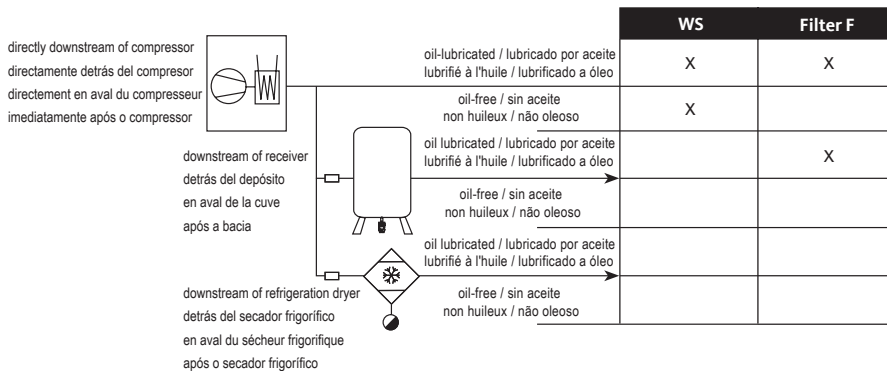 WS Filter F
directly downstream of compressor
directamente detrás del compresor
directement en aval du compresseur
imediatamente após o compressor
oil-lubricated / lubricado por aceite
lubrifié à l'huile / lubrificado a óleo
X X
oil-free / sin aceite
non huileux / não oleoso
X
downstream of receiver
detrás del depósito
en aval de la cuve
após a bacia
oil lubricated / lubricado por aceite
lubrifié à l'huile / lubrificado a óleo
X
oil-free / sin aceite
non huileux / não oleoso
downstream of refrigeration dryer
detrás del secador frigorífico
en aval du sécheur frigorifique
após o secador frigorífico
oil lubricated / lubricado por aceite
lubrifié à l'huile / lubrificado a óleo
oil-free / sin aceite
non huileux / não oleoso